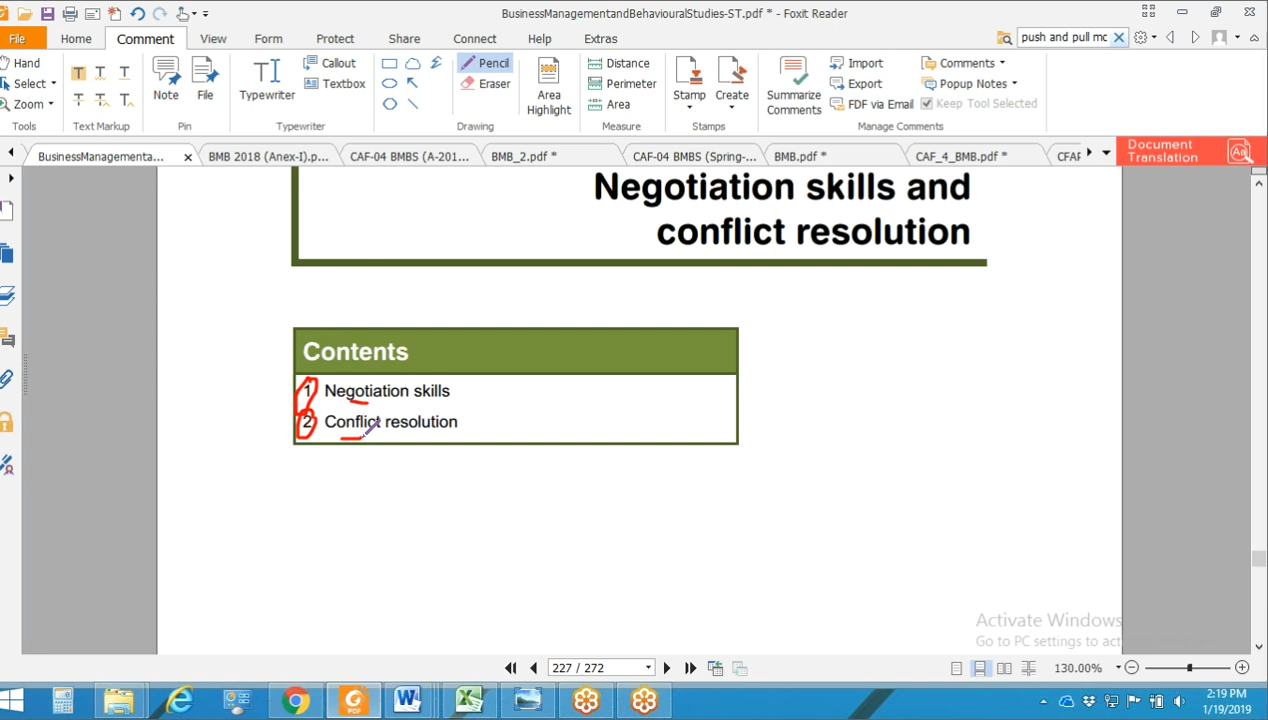 BusinessManagementandBehaviouralStudies-ST.pdf * - Foxit Reader
File Home Comment View Form Protect Share Connect Help Extras push and pull mo
Hand
Select
Zoom
Tools
T T T
T T T
Text Markup
Note
File
Pin
Typewriter
Callout
Textbox
Typewriter
Pencil
Eraser
Area
Highlight
Drawing
Distance
Perimeter
Area
Measure
Stamp
Create
Stamps
Summarize
Comments
Import
Export
FDF via Email
Comments
Popup Notes
Keep Tool Selected
Manage Comments
BusinessManagementa... BMB 2018 (Anex-I).p... CAF-04 BMBS (A-201... BMB_2.pdf * CAF-04 BMBS (Spring-... BMB.pdf * CAF_4_BMB.pdf * CFAF
Document
Translation
Negotiation skills and
conflict resolution
Contents
1 Negotiation skills
2 Conflict resolution
Activate Windows
Go to PC settings to act
227 / 272
130.00%
2:19 PM
1/19/2019